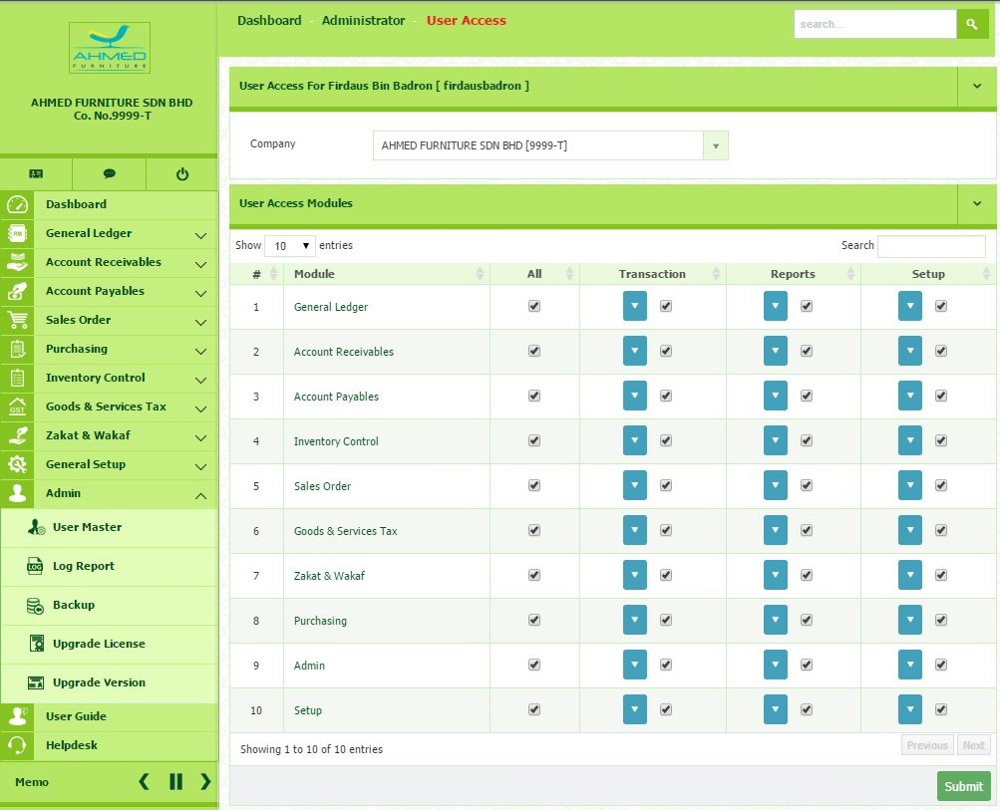 Dashboard - Administrator - User Access
search...
AHMED
FURNITURE
AHMED FURNITURE SDN BHD
Co. No.9999-T
Dashboard
RM General Ledger
Account Receivables
Account Payables
Sales Order
Purchasing
Inventory Control
GST Goods & Services Tax
Zakat & Wakaf
General Setup
Admin
User Master
LOG Log Report
Backup
Upgrade License
Upgrade Version
User Guide
Helpdesk
Memo
User Access For Firdaus Bin Badron [ firdausbadron ]
Company AHMED FURNITURE SDN BHD [9999-T]
User Access Modules
Show 10 entries Search
# Module All Transaction Reports Setup
1 General Ledger
2 Account Receivables
3 Account Payables
4 Inventory Control
5 Sales Order
6 Goods & Services Tax
7 Zakat & Wakaf
8 Purchasing
9 Admin
10 Setup
Showing 1 to 10 of 10 entries Previous Next
Submit